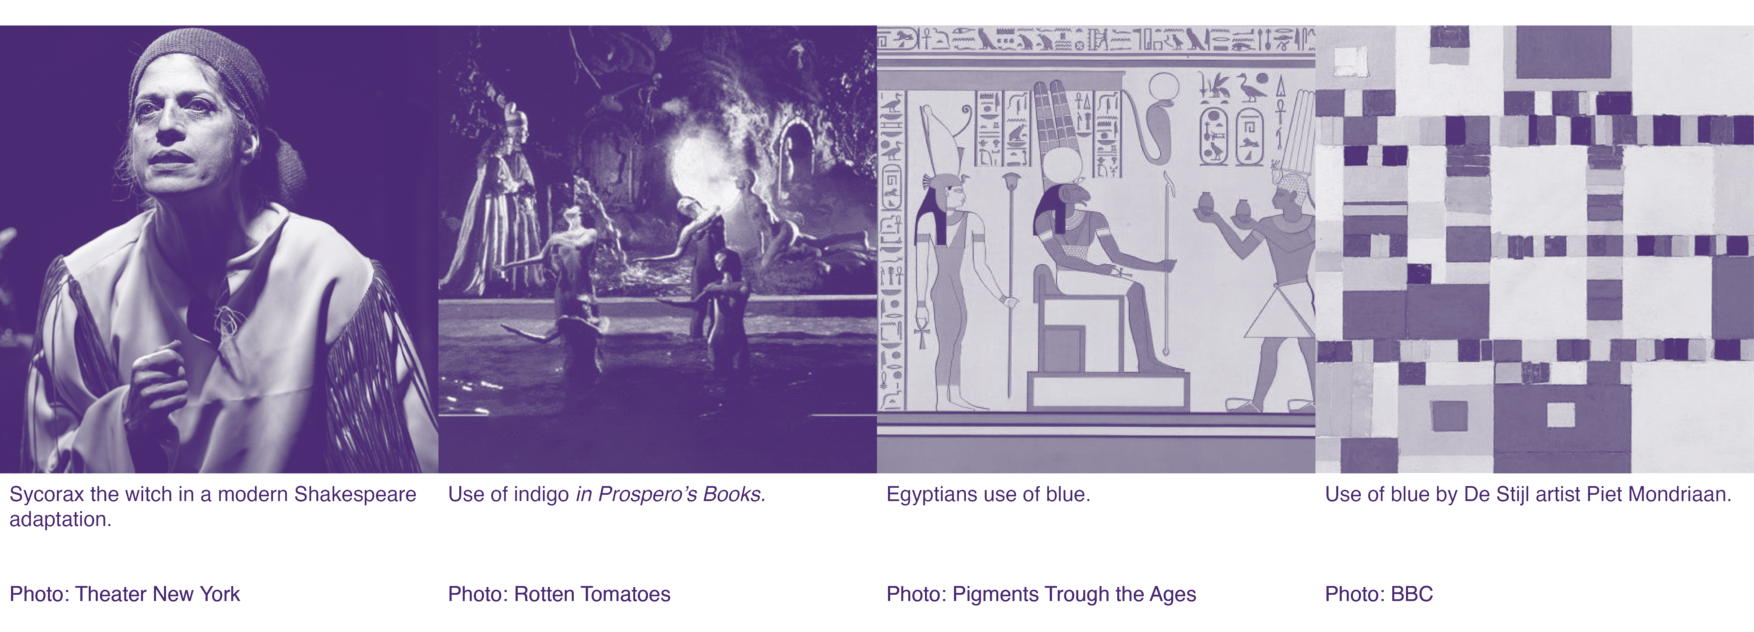 Sycorax the witch in a modern Shakespeare
adaptation.
Photo: Theater New York
Use of indigo in Prospero’s Books.
Photo: Rotten Tomatoes
Egyptians use of blue.
Photo: Pigments Trough the Ages
Use of blue by De Stijl artist Piet Mondriaan.
Photo: BBC